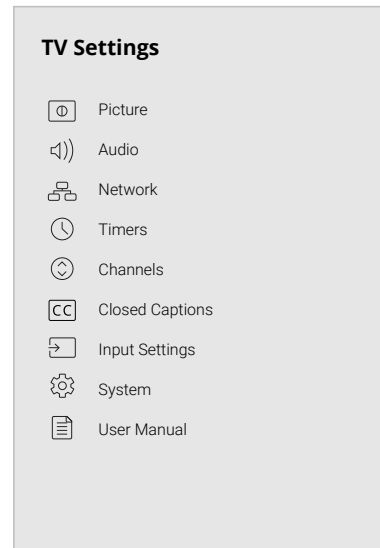 TV Settings
Picture
Audio
Network
Timers
Channels
CC Closed Captions
Input Settings
System
User Manual